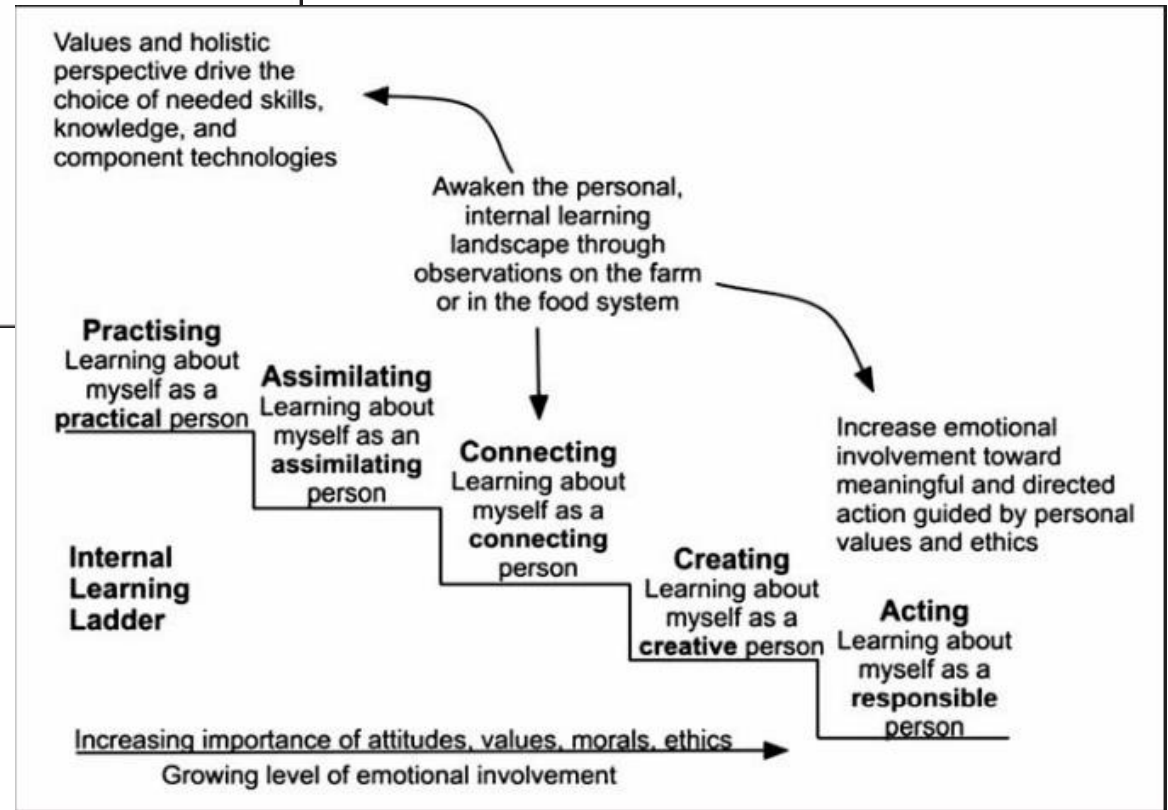 Values and holistic
perspective drive the
choice of needed skills,
knowledge, and
component technologies
Awaken the personal,
internal learning
landscape through
observations on the farm
or in the food system
Practising
Learning about
myself as a
practical person
Assimilating
Learning about
myself as an
assimilating
person
Connecting
Learning about
myself as a
connecting
person
Increase emotional
involvement toward
meaningful and directed
action guided by personal
values and ethics
Creating
Learning about
myself as a
creative person
Acting
Learning about
myself as a
responsible
person
Internal
Learning
Ladder
Increasing importance of attitudes, values, morals, ethics
Growing level of emotional involvement